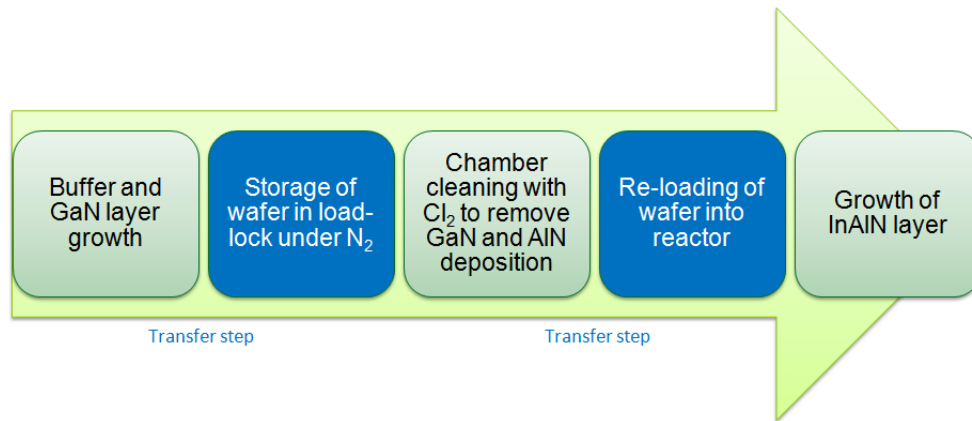 Buffer and
GaN layer
growth
Storage of
wafer in load-
lock under N₂
Chamber
cleaning with
Cl₂ to remove
GaN and AlN
deposition
Re-loading of
wafer into
reactor
Growth of
InAlN layer
Transfer step
Transfer step